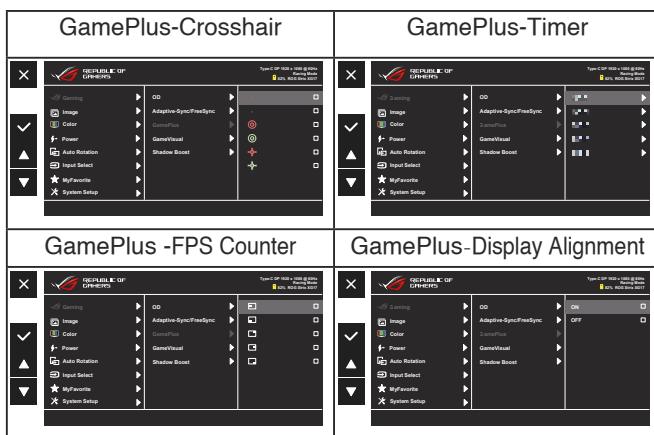 GamePlus-Crosshair
GamePlus-Timer
REPUBLIC OF
GAMERS
Type-C DP 1920 x 1080 @ 60Hz
Racing Mode
82% ROG Strix XG17
Gaming
Image
Color
Power
Auto Rotation
Input Select
MyFavorite
System Setup
OD
Adaptive-Sync/FreeSync
GamePlus
GameVisual
Shadow Boost
REPUBLIC OF
GAMERS
Type-C DP 1920 x 1080 @ 60Hz
Racing Mode
82% ROG Strix XG17
Gaming
Image
Color
Power
Auto Rotation
Input Select
MyFavorite
System Setup
OD
Adaptive-Sync/FreeSync
GamePlus
GameVisual
Shadow Boost
GamePlus -FPS Counter
GamePlus-Display Alignment
REPUBLIC OF
GAMERS
Type-C DP 1920 x 1080 @ 60Hz
Racing Mode
82% ROG Strix XG17
Gaming
Image
Color
Power
Auto Rotation
Input Select
MyFavorite
System Setup
OD
Adaptive-Sync/FreeSync
GamePlus
GameVisual
Shadow Boost
REPUBLIC OF
GAMERS
Type-C DP 1920 x 1080 @ 60Hz
Racing Mode
82% ROG Strix XG17
Gaming
Image
Color
Power
Auto Rotation
Input Select
MyFavorite
System Setup
OD
Adaptive-Sync/FreeSync
GamePlus
GameVisual
Shadow Boost
ON
OFF